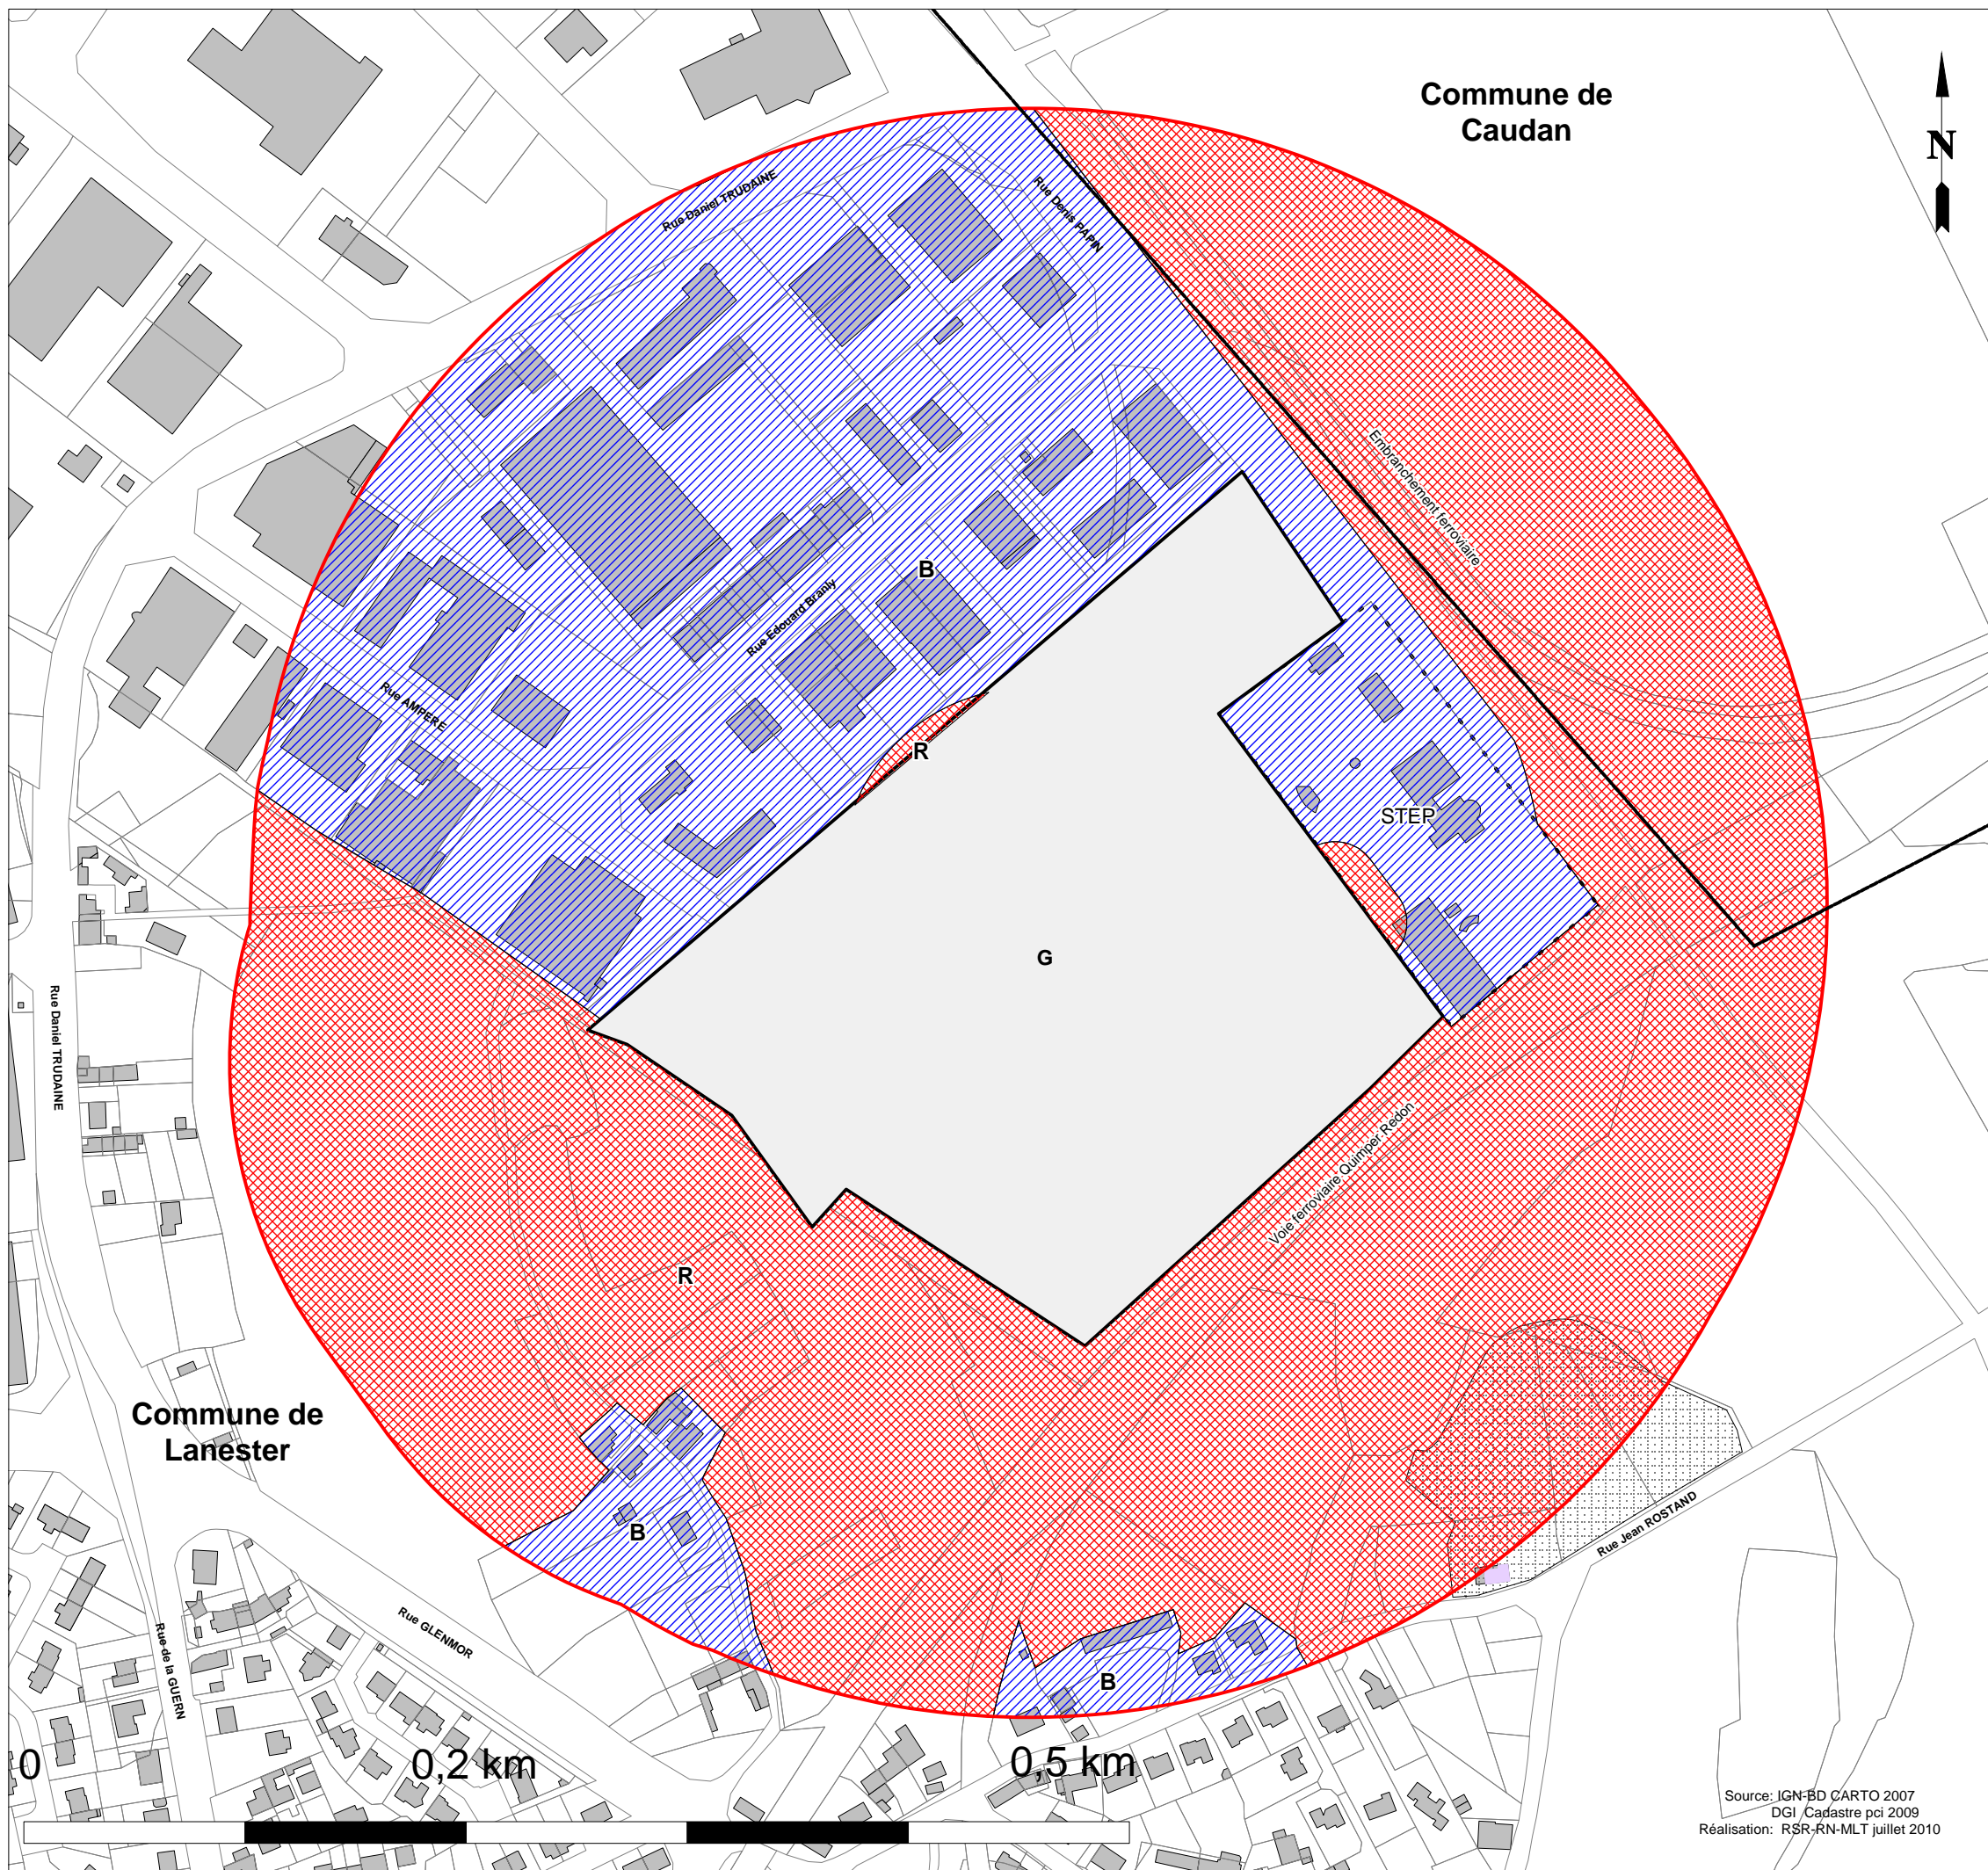 Commune de
Caudan
N
Rue Daniel TRUDAINE
Rue Denis PAPIN
Embranchement ferroviaire
B
Rue Edouard Branly
Rue AMPERE
R
STEP
G
Rue Daniel TRUDAINE
Voie ferroviaire Quimper Redon
R
Commune de
Lanester
B
Rue Jean ROSTAND
Rue GLENMOR
Rue de la GUERN
B
0
0,2 km
0,5 km
Source: IGN-BD CARTO 2007
DGI Cadastre pci 2009
Réalisation: RSR-RN-MLT juillet 2010